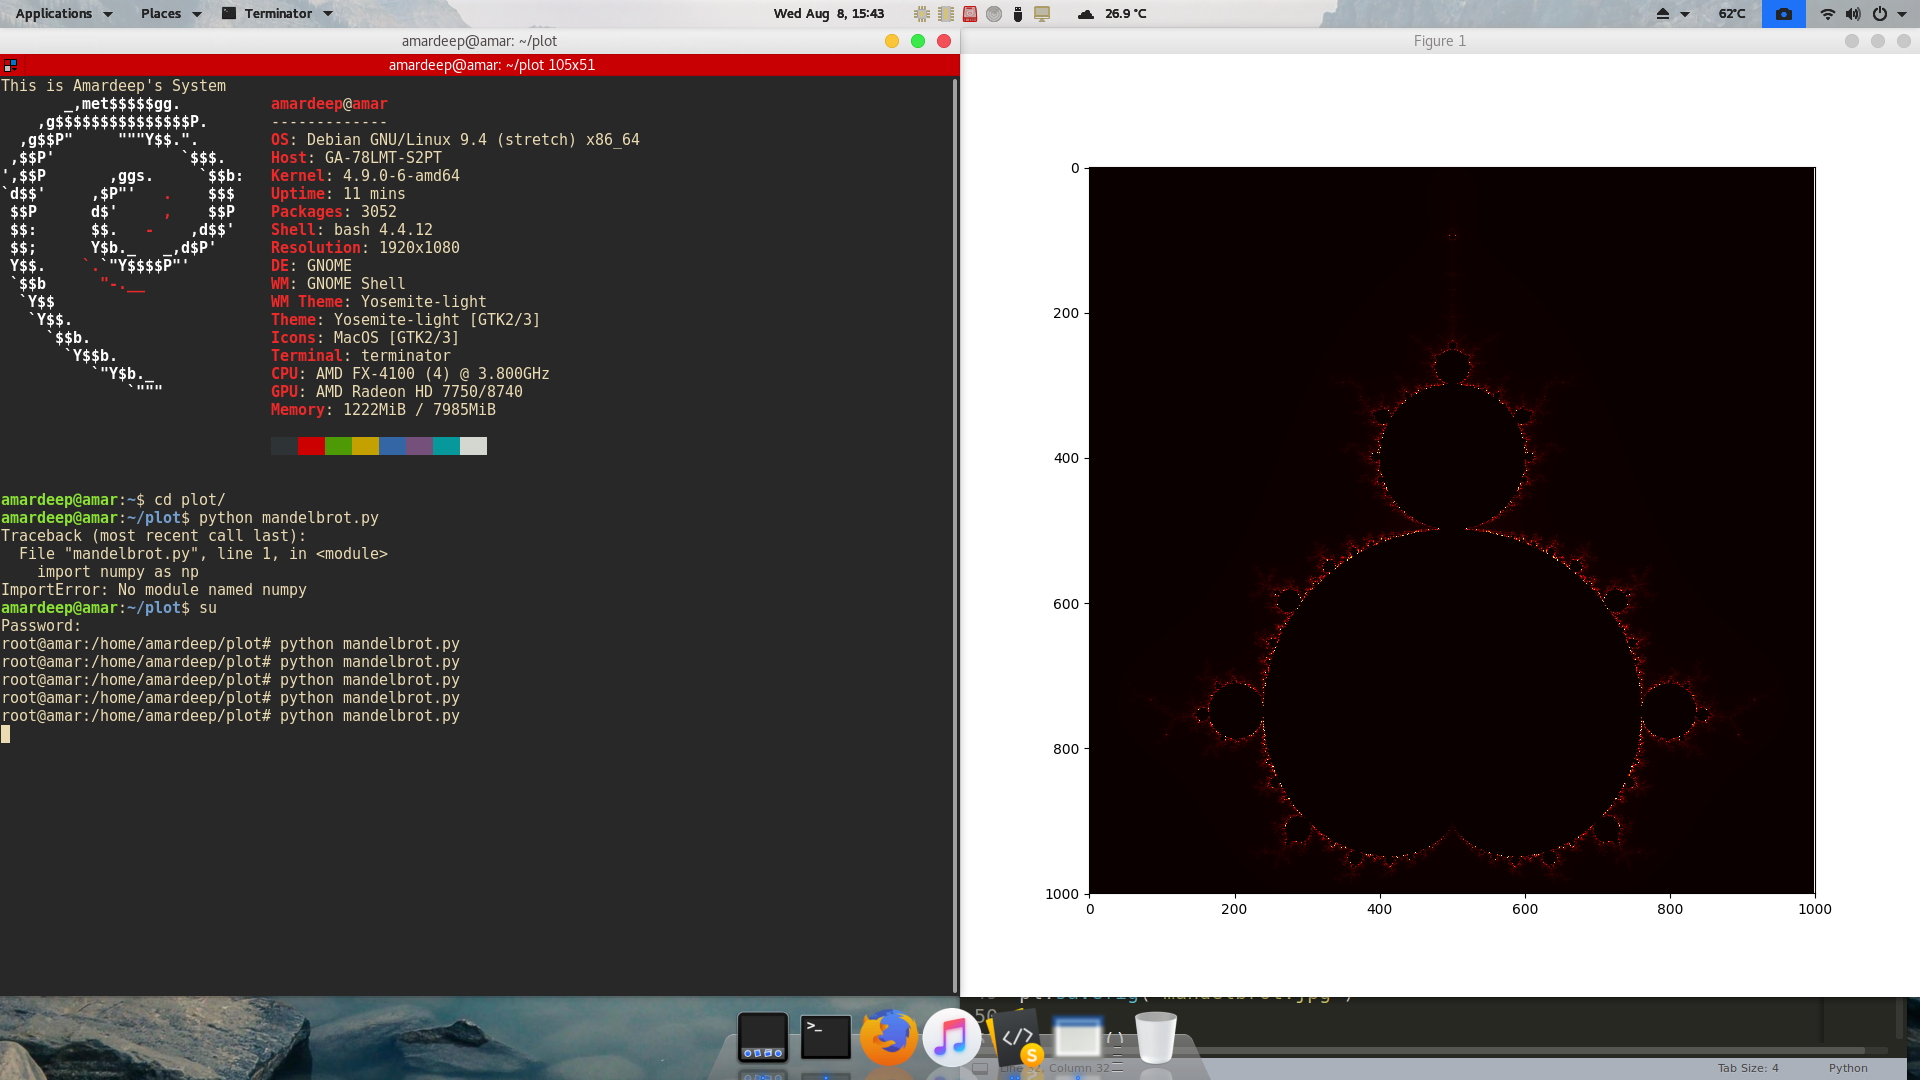 Applications Places Terminator Wed Aug 8, 15:43 26.9 °C 62°C
amardeep@amar: ~/plot
Figure 1
amardeep@amar: ~/plot 105x51
This is Amardeep's System
       _,met$$$$$gg.          amardeep@amar
    ,g$$$$$$$$$$$$$$$P.       -------------
  ,g$$P"     """Y$$.".        OS: Debian GNU/Linux 9.4 (stretch) x86_64
 ,$$P'              `$$$.     Host: GA-78LMT-S2PT
',$$P       ,ggs.     `$$b:   Kernel: 4.9.0-6-amd64
`d$$'     ,$P"'   .    $$$    Uptime: 11 mins
 $$P      d$'     ,    $$P    Packages: 3052
 $$:      $$.   -    ,d$$'    Shell: bash 4.4.12
 $$;      Y$b._   _,d$P'      Resolution: 1920x1080
 Y$$.    `.`"Y$$$$P"'         DE: GNOME
 `$$b      "-.__              WM: GNOME Shell
  `Y$$                        WM Theme: Yosemite-light
   `Y$$.                      Theme: Yosemite-light [GTK2/3]
     `$$b.                    Icons: MacOS [GTK2/3]
       `Y$$b.                 Terminal: terminator
          `"Y$b._             CPU: AMD FX-4100 (4) @ 3.800GHz
              `"""            GPU: AMD Radeon HD 7750/8740
                              Memory: 1222MiB / 7985MiB
amardeep@amar:~$ cd plot/
amardeep@amar:~/plot$ python mandelbrot.py
Traceback (most recent call last):
  File "mandelbrot.py", line 1, in <module>
    import numpy as np
ImportError: No module named numpy
amardeep@amar:~/plot$ su
Password:
root@amar:/home/amardeep/plot# python mandelbrot.py
root@amar:/home/amardeep/plot# python mandelbrot.py
root@amar:/home/amardeep/plot# python mandelbrot.py
root@amar:/home/amardeep/plot# python mandelbrot.py
root@amar:/home/amardeep/plot# python mandelbrot.py
0
200
400
600
800
1000
0 200 400 600 800 1000
50
()
>_
</>
S
Line 32, Column 32 Tab Size: 4 Python